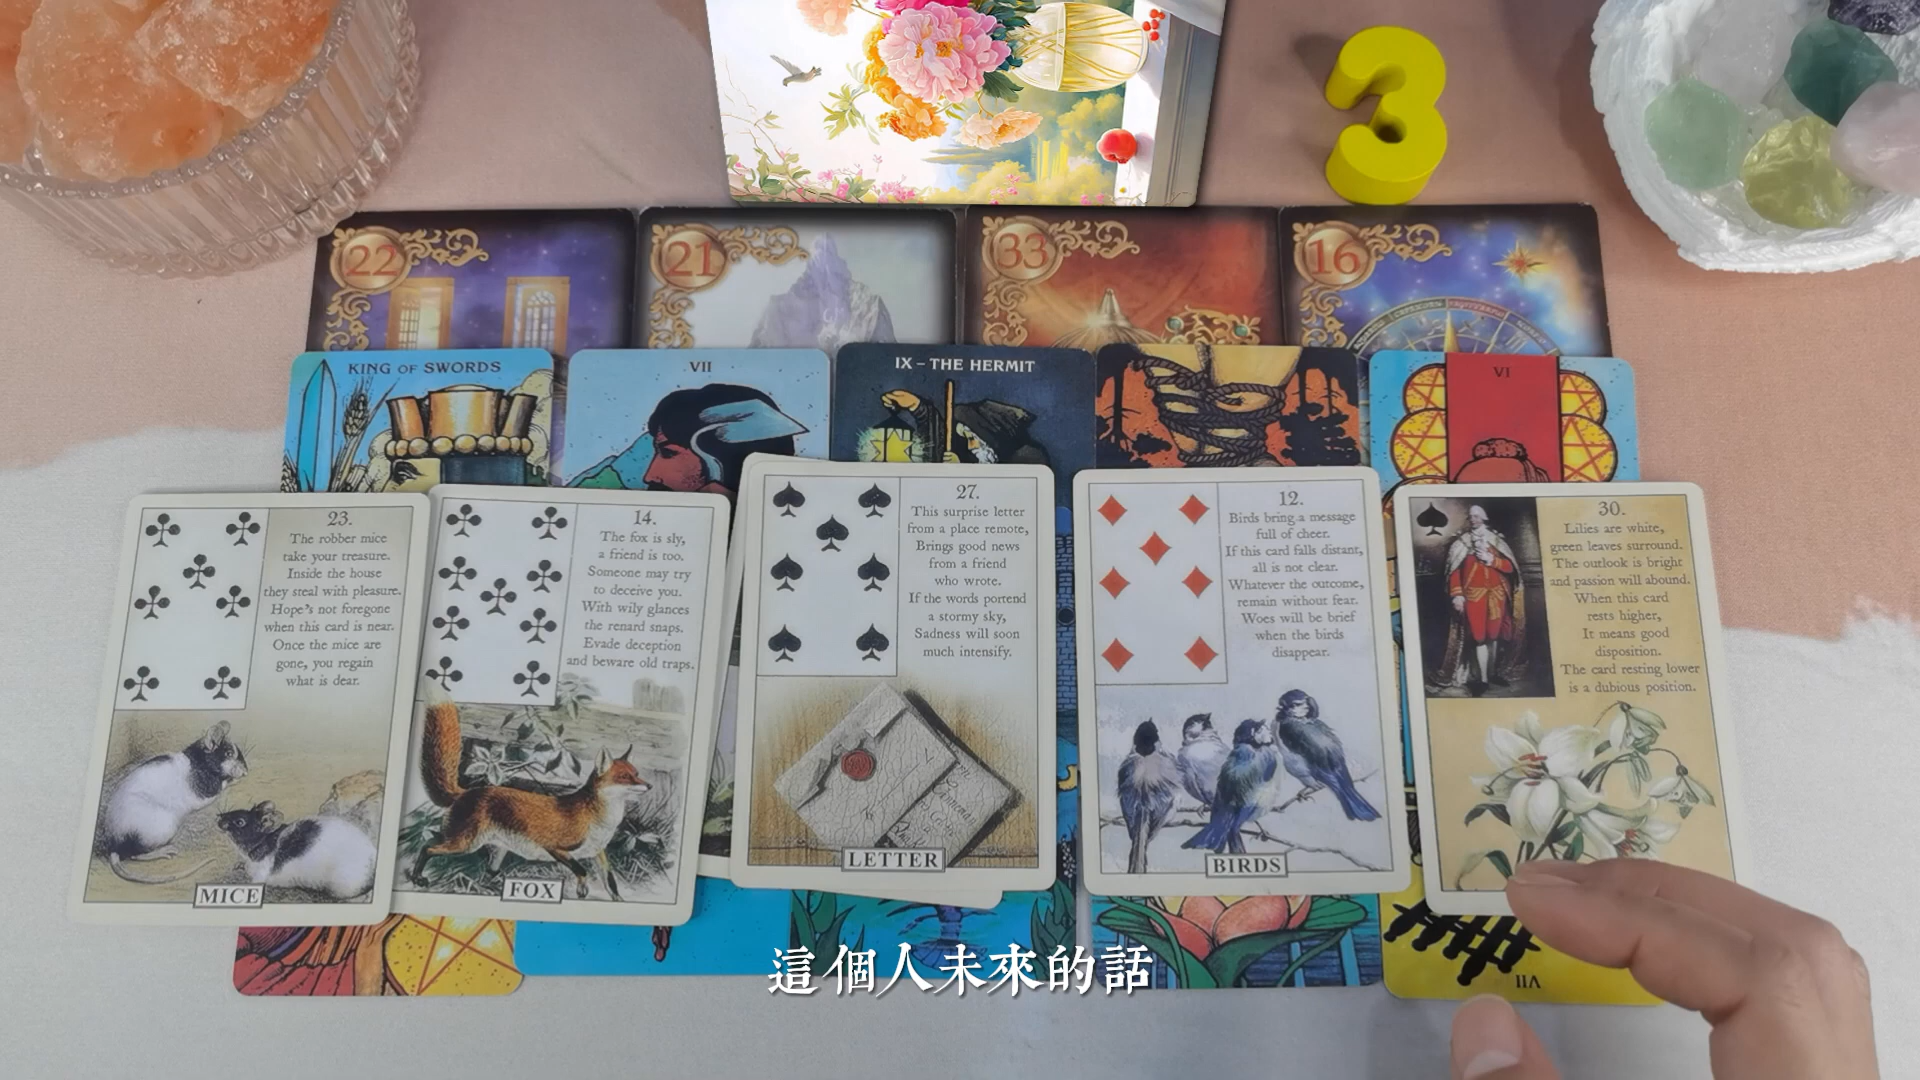 3
22
21
33
16
KING OF SWORDS
VII
IX – THE HERMIT
VI
23.
The robber mice
take your treasure.
Inside the house
they steal with pleasure.
Hope's not foregone
when this card is near.
Once the mice are
gone, you regain
what is dear.
MICE
14.
The fox is sly,
a friend is too.
Someone may try
to deceive you.
With wily glances
the renard snaps.
Evade deception
and beware old traps.
FOX
27.
This surprise letter
from a place remote,
Brings good news
from a friend
who wrote.
If the words portend
a stormy sky,
Sadness will soon
much intensify.
LETTER
12.
Birds bring a message
full of cheer.
If this card falls distant,
all is not clear.
Whatever the outcome,
remain without fear.
Woes will be brief
when the birds
disappear.
BIRDS
30.
Lilies are white,
green leaves surround.
The outlook is bright
and passion will abound.
When this card
rests higher,
It means good
disposition.
The card resting lower
is a dubious position.
VII
這個人未來的話